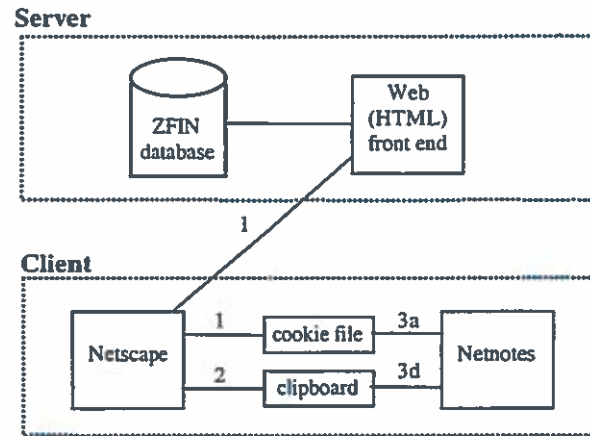 Server
ZFIN
database
Web
(HTML)
front end
1
Client
Netscape
1
cookie file
3a
Netnotes
2
clipboard
3d